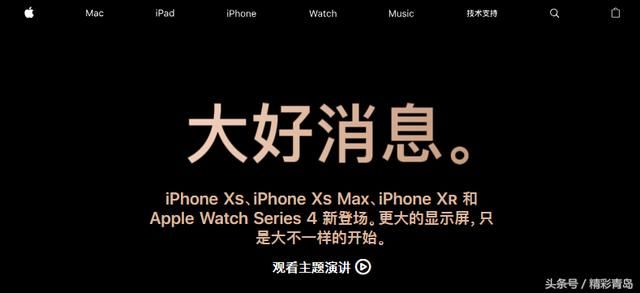 Mac iPad iPhone Watch Music 技术支持
大好消息。
iPhone Xs、iPhone Xs Max、iPhone XR 和
Apple Watch Series 4 新登场。更大的显示屏,只
是大不一样的开始。
观看主题演讲
头条号 / 精彩青岛